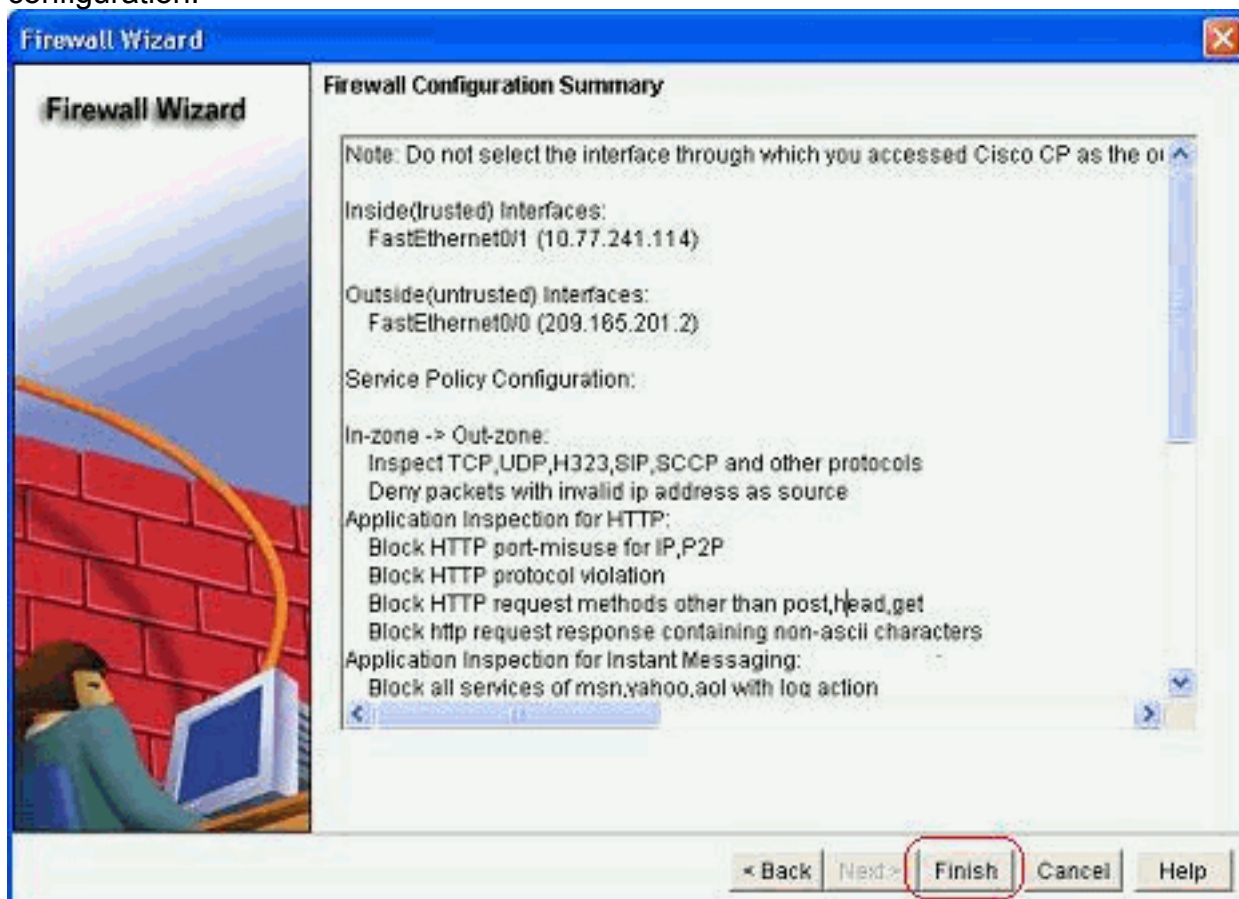 configuration.
Firewall Wizard
Firewall Wizard
Firewall Configuration Summary
Note: Do not select the interface through which you accessed Cisco CP as the
Inside(trusted) Interfaces:
FastEthernet0/1 (10.77.241.114)
Outside(untrusted) Interfaces:
FastEthernet0/0 (209.165.201.2)
Service Policy Configuration:
In-zone -> Out-zone:
Inspect TCP,UDP,H323,SIP,SCCP and other protocols
Deny packets with invalid ip address as source
Application Inspection for HTTP:
Block HTTP port-misuse for IP,P2P
Block HTTP protocol violation
Block HTTP request methods other than post,head,get
Block http request response containing non-ascii characters
Application Inspection for Instant Messaging:
Block all services of msn,yahoo,aol with log action
< Back Next > Finish Cancel Help